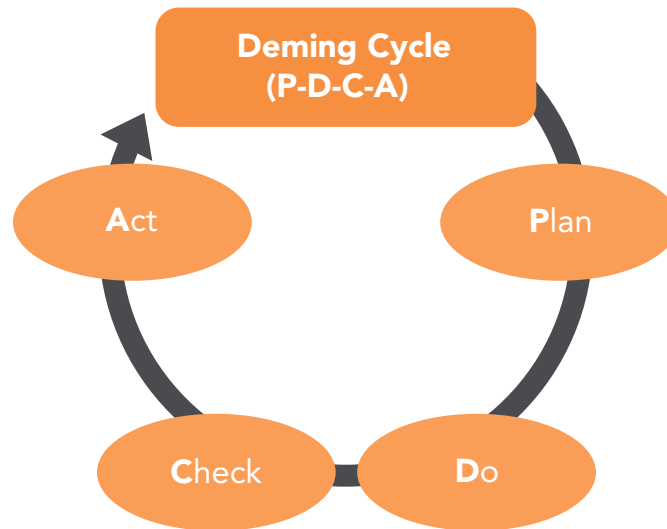 Deming Cycle
(P-D-C-A)
Plan
Do
Check
Act